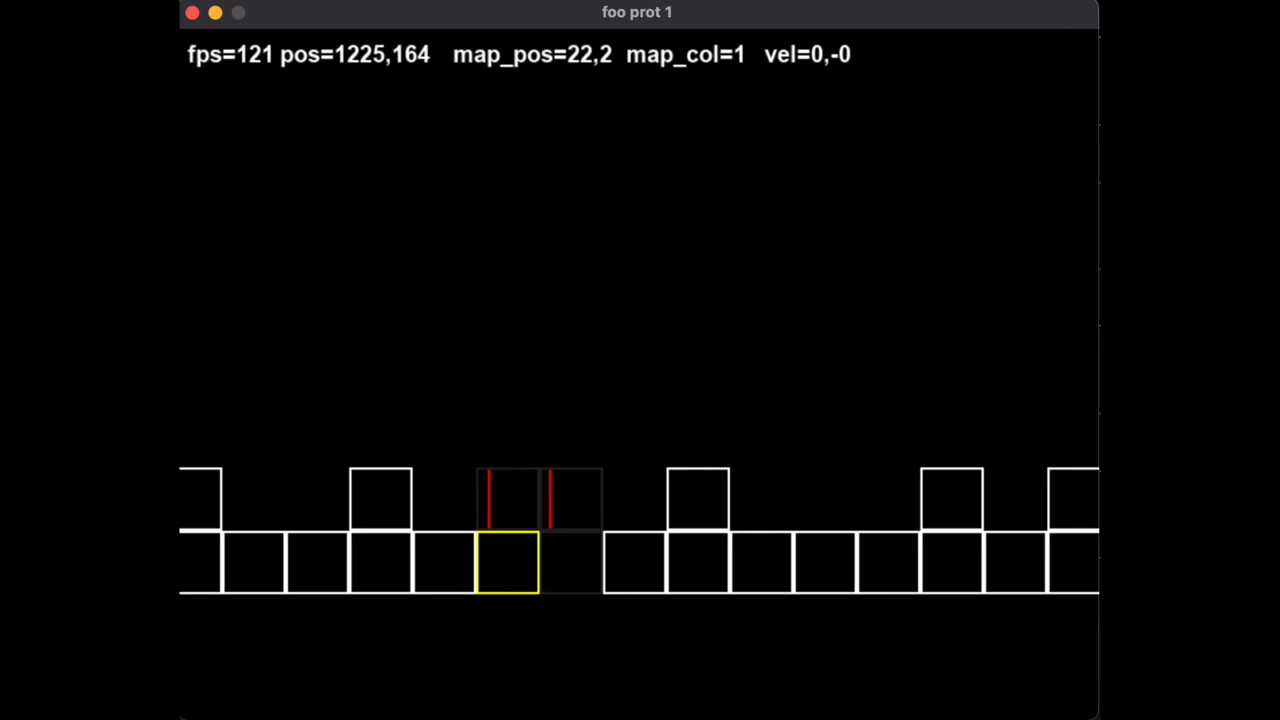 foo prot 1
fps=121 pos=1225,164 map_pos=22,2 map_col=1 vel=0,-0